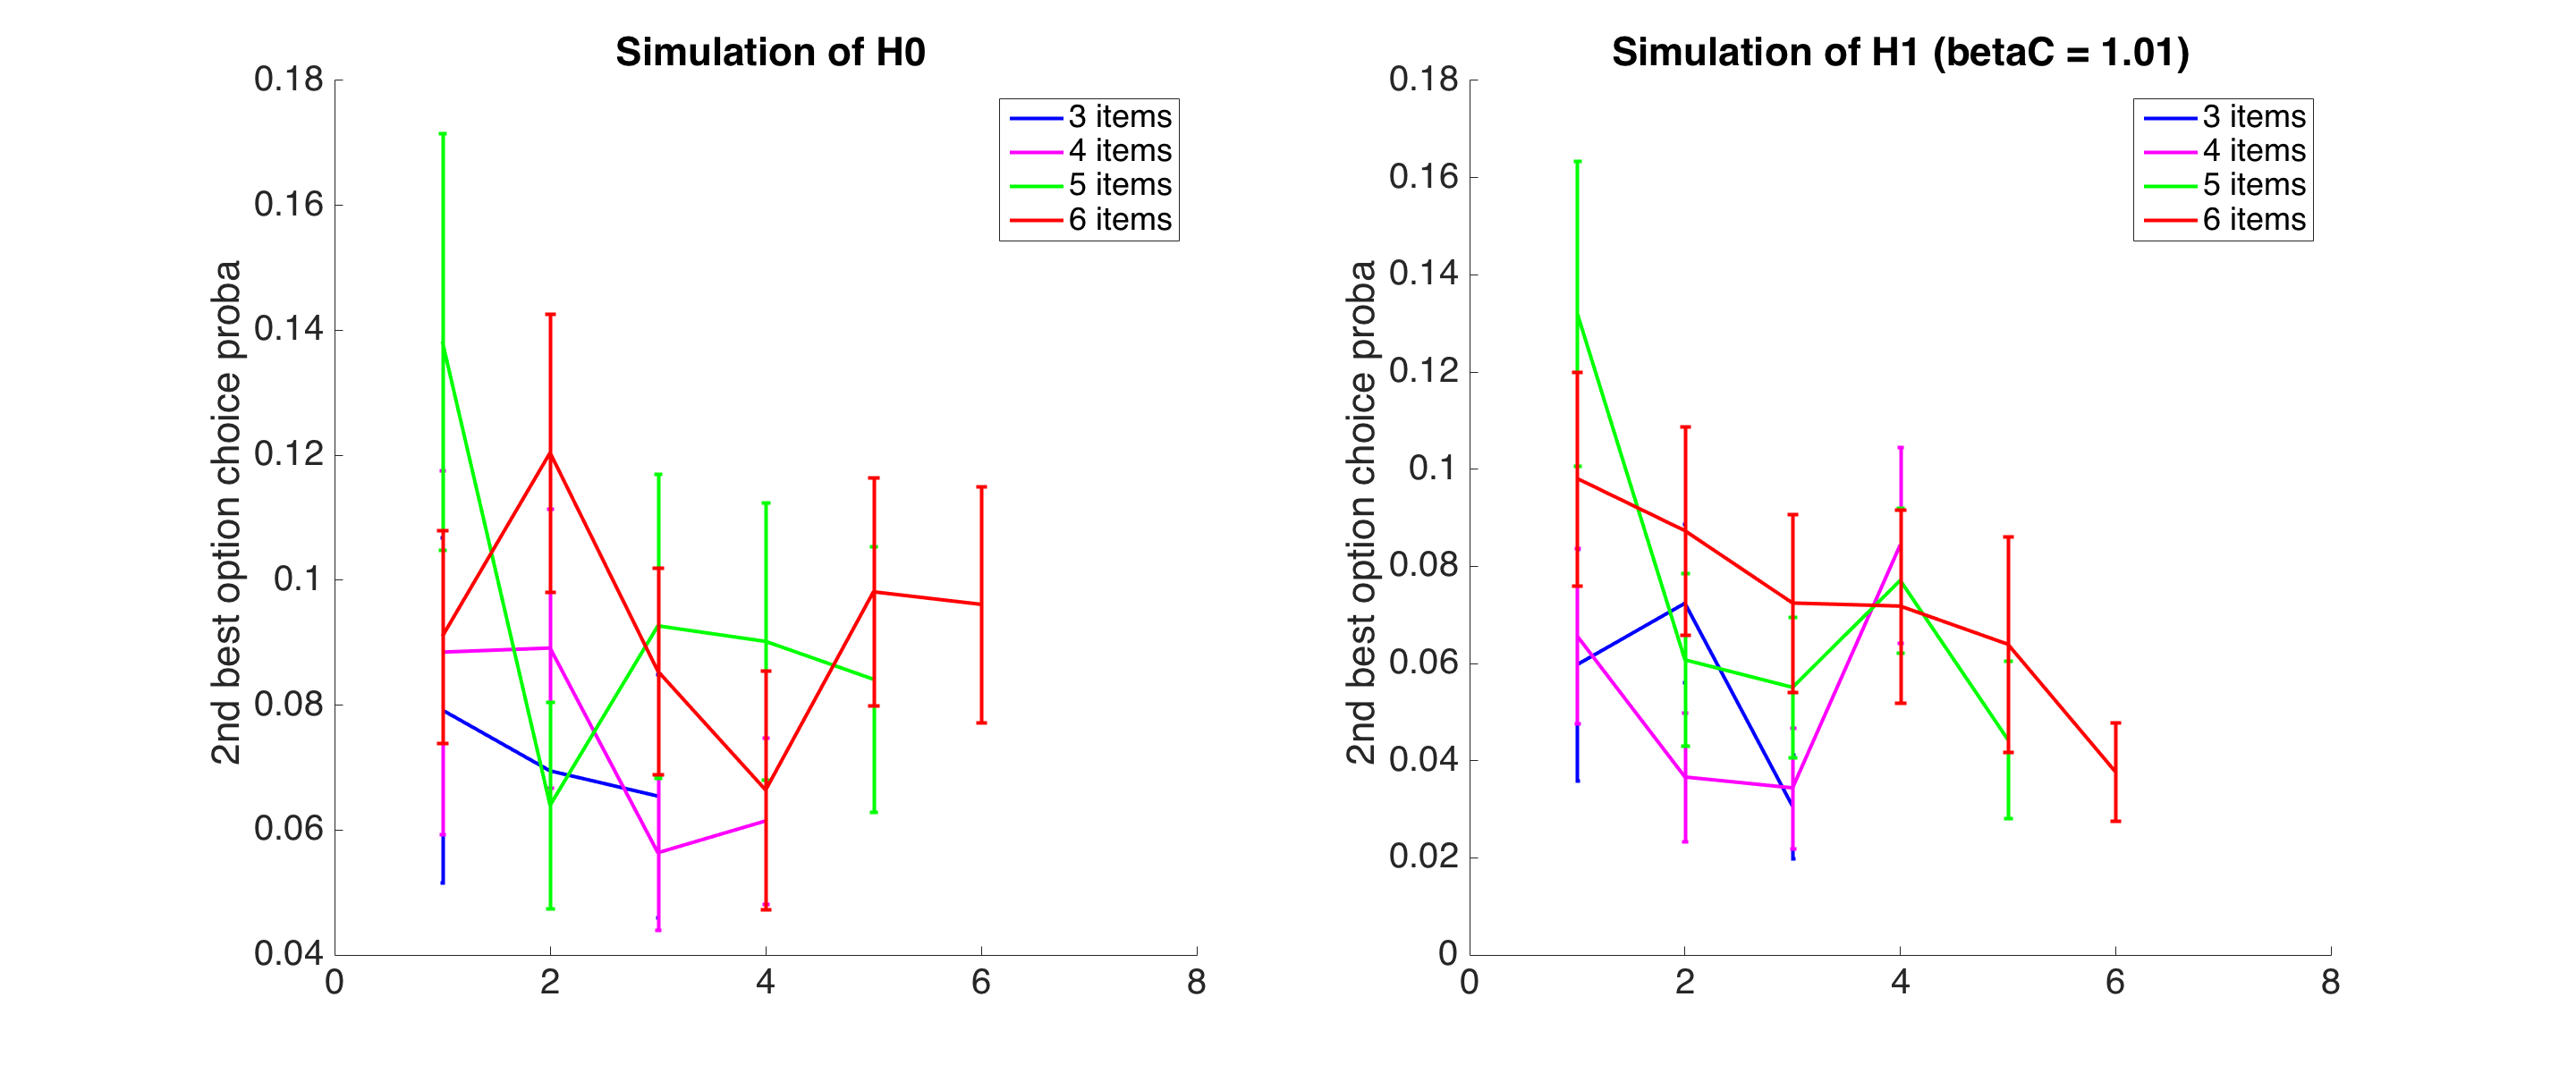 Simulation of H0
0.18
0.16
0.14
0.12
0.1
0.08
0.06
0.04
2nd best option choice proba
0 2 4 6 8
3 items
4 items
5 items
6 items
Simulation of H1 (betaC = 1.01)
0.18
0.16
0.14
0.12
0.1
0.08
0.06
0.04
0.02
0
2nd best option choice proba
0 2 4 6 8
3 items
4 items
5 items
6 items